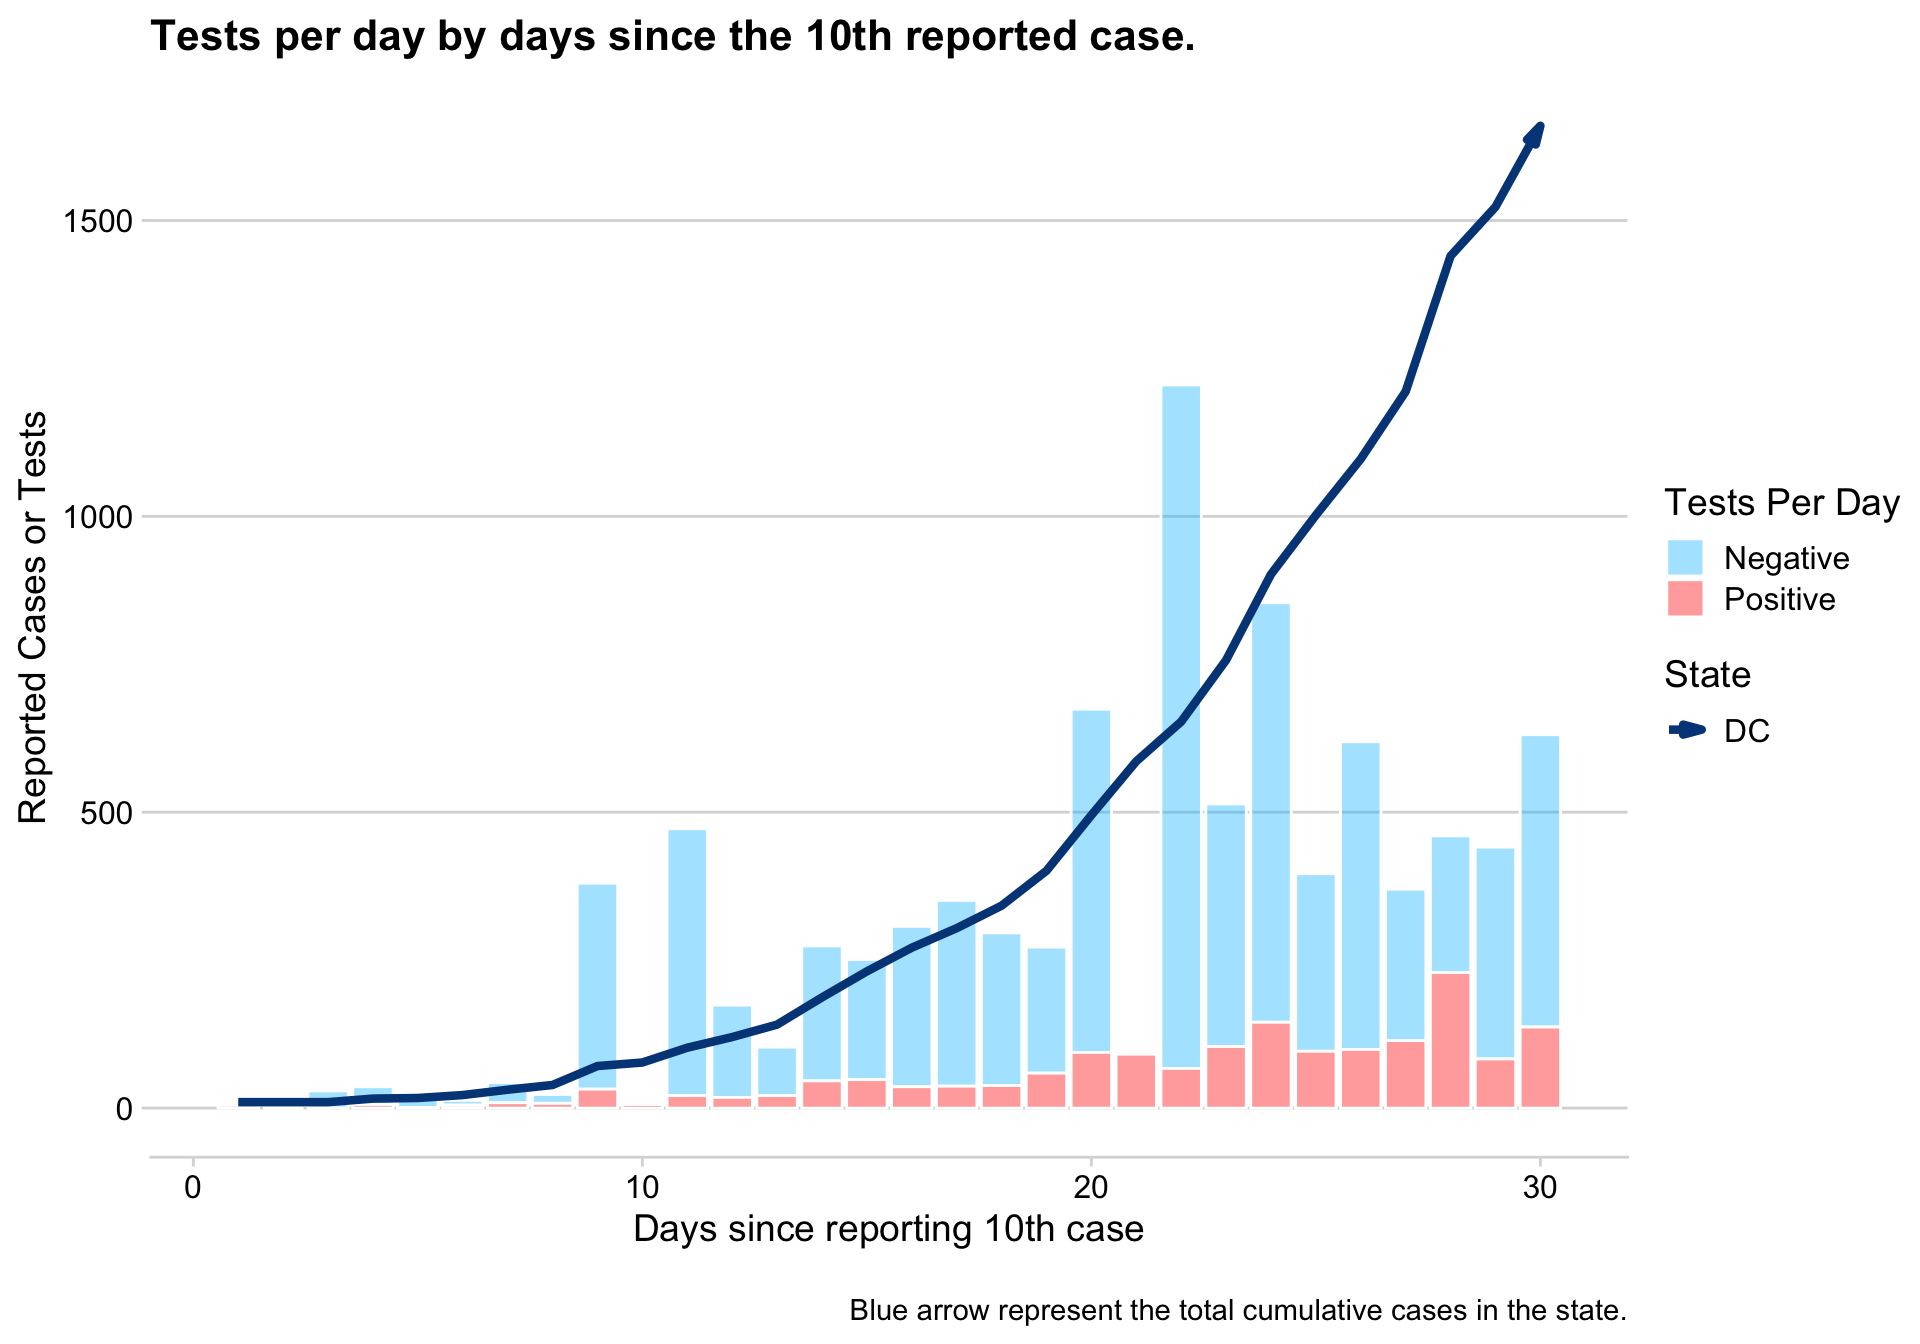 Tests per day by days since the 10th reported case.
Reported Cases or Tests
1500
1000
500
0
0 10 20 30
Days since reporting 10th case
Tests Per Day
Negative
Positive
State
DC
Blue arrow represent the total cumulative cases in the state.